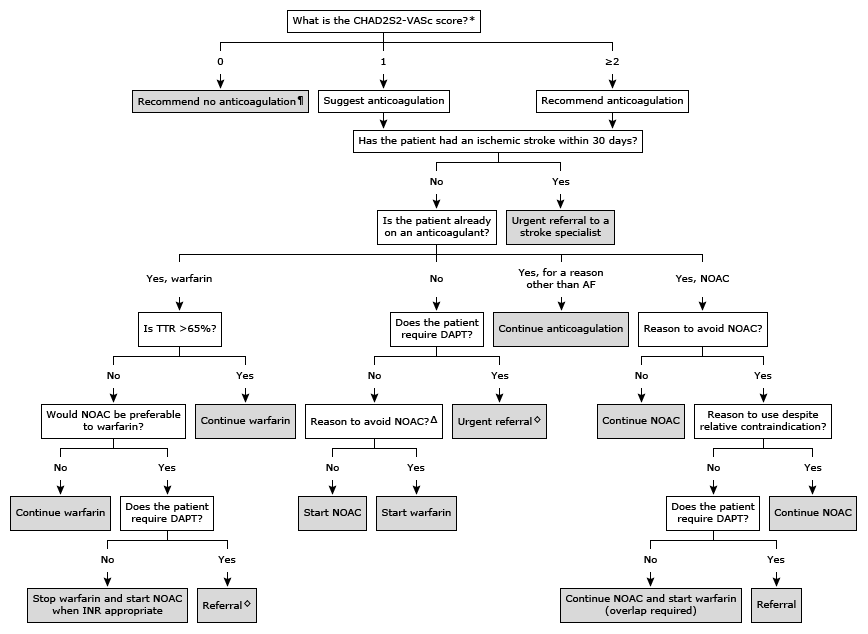 What is the CHAD2S2-VASc score?*
0
1
≥2
Recommend no anticoagulation¶
Suggest anticoagulation
Recommend anticoagulation
Has the patient had an ischemic stroke within 30 days?
No
Yes
Is the patient already
on an anticoagulant?
Urgent referral to a
stroke specialist
Yes, warfarin
No
Yes, for a reason
other than AF
Yes, NOAC
Is TTR >65%?
Does the patient
require DAPT?
Continue anticoagulation
Reason to avoid NOAC?
No
Yes
No
Yes
No
Yes
Would NOAC be preferable
to warfarin?
Continue warfarin
Reason to avoid NOAC?Δ
Urgent referral◇
Continue NOAC
Reason to use despite
relative contraindication?
No
Yes
No
Yes
No
Yes
Continue warfarin
Does the patient
require DAPT?
Start NOAC
Start warfarin
Does the patient
require DAPT?
Continue NOAC
No
Yes
No
Yes
Stop warfarin and start NOAC
when INR appropriate
Referral◇
Continue NOAC and start warfarin
(overlap required)
Referral